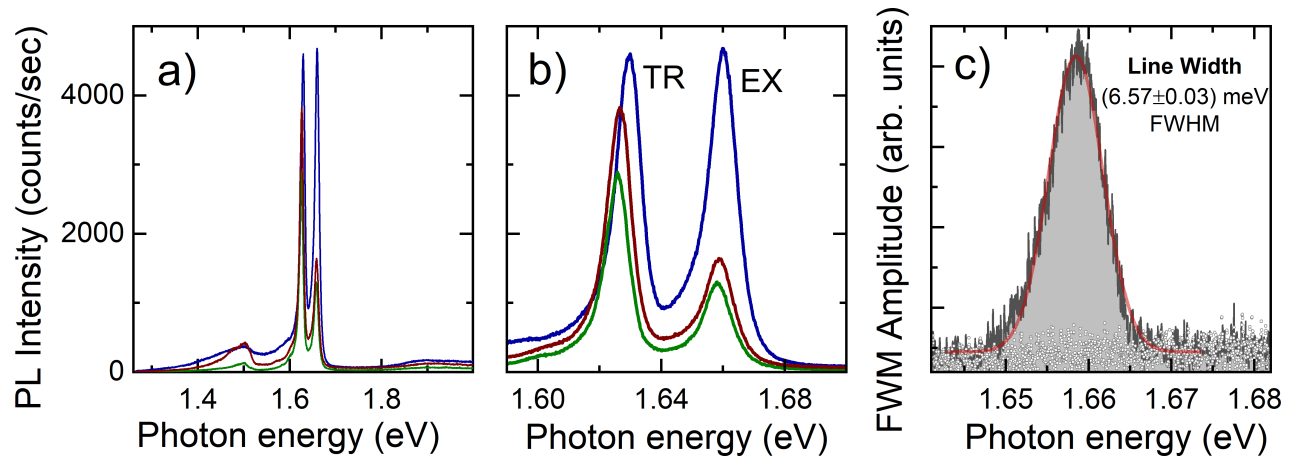 PL Intensity (counts/sec)
4000
2000
0
a)
1.4
1.6
1.8
Photon energy (eV)
b)
TR
EX
1.60
1.64
1.68
Photon energy (eV)
FWM Amplitude (arb. units)
c)
Line Width
(6.57±0.03) meV
FWHM
1.65
1.66
1.67
1.68
Photon energy (eV)